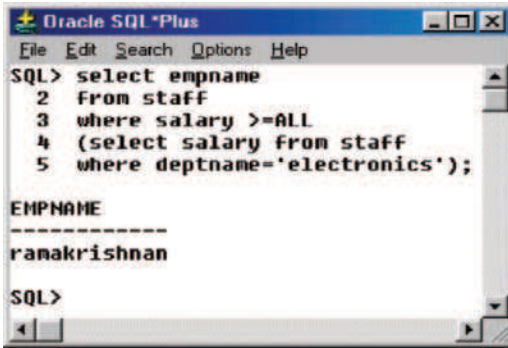 Oracle SQL*Plus
File Edit Search Options Help
SQL> select empname
2 from staff
3 where salary >=ALL
4 (select salary from staff
5 where deptname='electronics');
EMPNAME
------------
ramakrishnan
SQL>